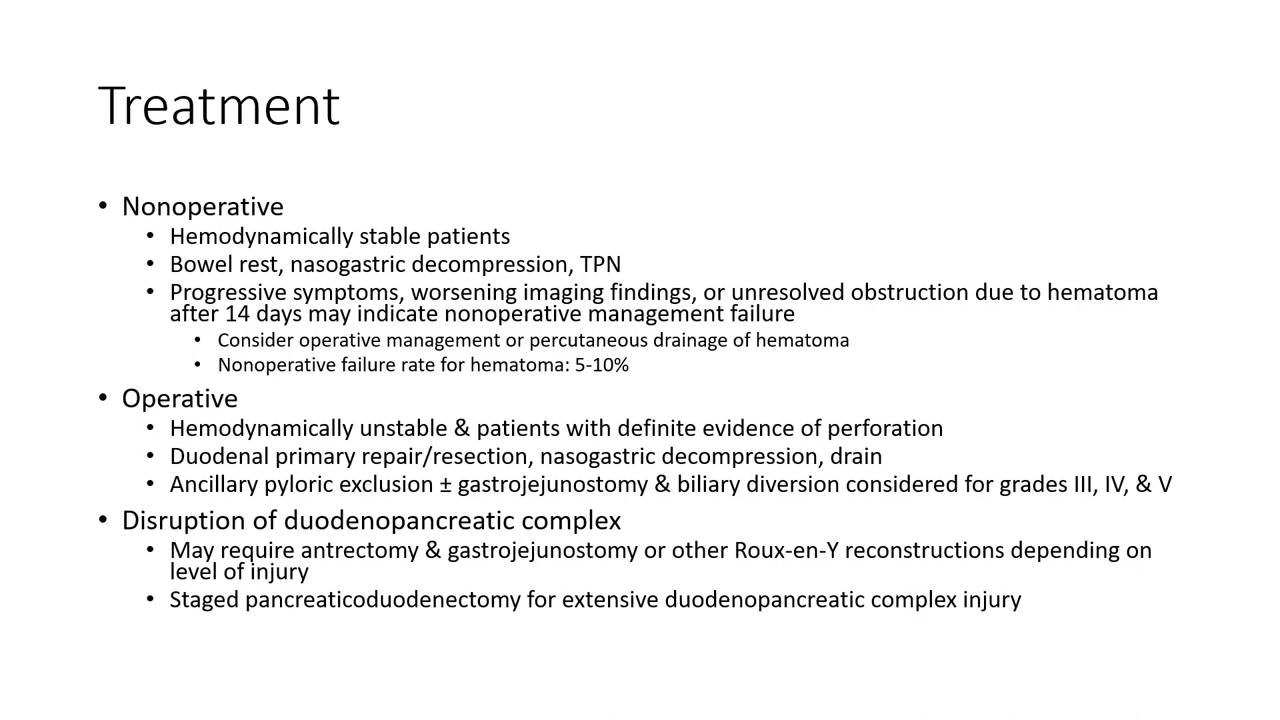 Treatment
• Nonoperative
• Hemodynamically stable patients
• Bowel rest, nasogastric decompression, TPN
• Progressive symptoms, worsening imaging findings, or unresolved obstruction due to hematoma
after 14 days may indicate nonoperative management failure
• Consider operative management or percutaneous drainage of hematoma
• Nonoperative failure rate for hematoma: 5-10%
• Operative
• Hemodynamically unstable & patients with definite evidence of perforation
• Duodenal primary repair/resection, nasogastric decompression, drain
• Ancillary pyloric exclusion ± gastrojejunostomy & biliary diversion considered for grades III, IV, & V
• Disruption of duodenopancreatic complex
• May require antrectomy & gastrojejunostomy or other Roux-en-Y reconstructions depending on
level of injury
• Staged pancreaticoduodenectomy for extensive duodenopancreatic complex injury